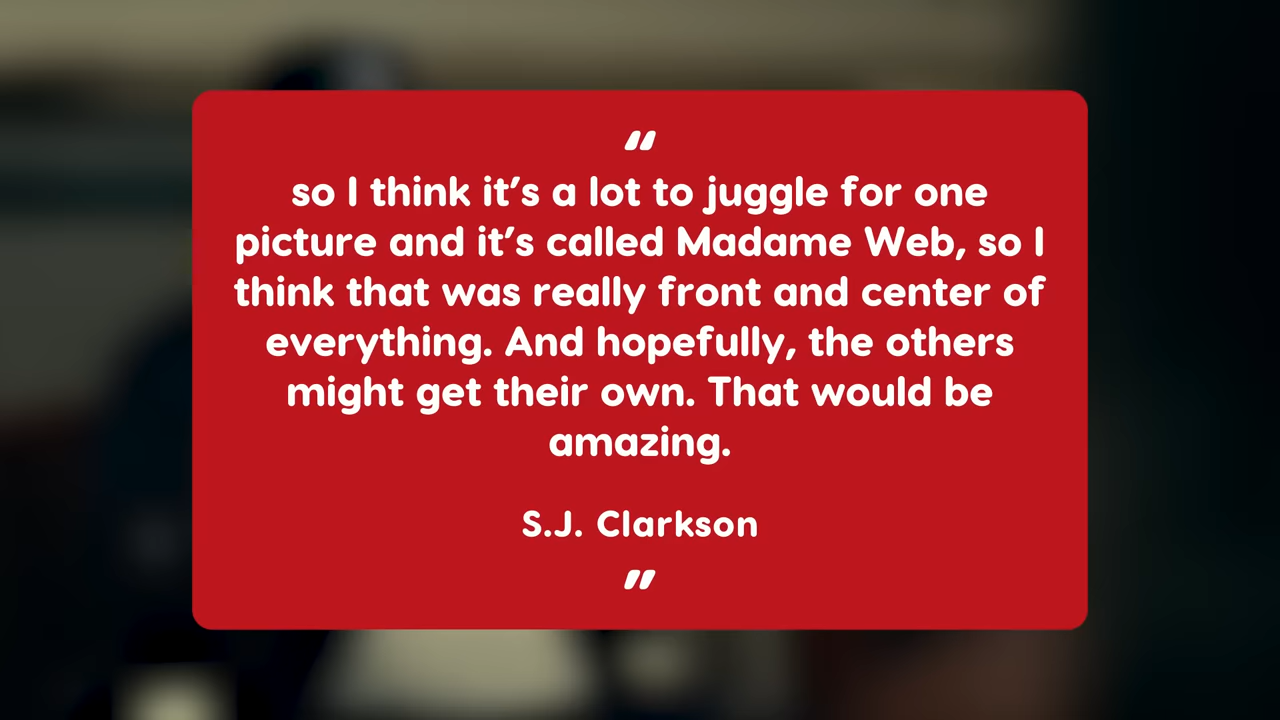 "
so I think it’s a lot to juggle for one
picture and it’s called Madame Web, so I
think that was really front and center of
everything. And hopefully, the others
might get their own. That would be
amazing.
S.J. Clarkson
"